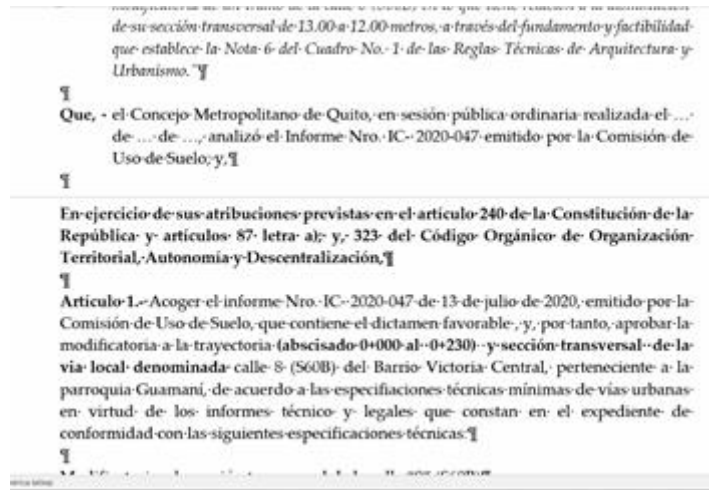 de su sección transversal de 13.00 a 12.00 metros, a través del fundamento y factibilidad
que establece la Nota 6 del Cuadro No. 1 de las Reglas Técnicas de Arquitectura y
Urbanismo."¶
¶
Que, - el Concejo Metropolitano de Quito, en sesión pública ordinaria realizada el …
de … de …, analizó el Informe Nro. IC- 2020-047 emitido por la Comisión de
Uso de Suelo; y,¶
¶
En ejercicio de sus atribuciones previstas en el artículo 240 de la Constitución de la
República y artículos 87 letra a); y, 323 del Código Orgánico de Organización
Territorial, Autonomía y Descentralización,¶
¶
Artículo 1.- Acoger el informe Nro. IC- 2020-047 de 13 de julio de 2020, emitido por la
Comisión de Uso de Suelo, que contiene el dictamen favorable , y, por tanto, aprobar la
modificatoria a la trayectoria (abscisado 0+000 al 0+230) y sección transversal de la
vía local denominada calle 8 (S60B) del Barrio Victoria Central, perteneciente a la
parroquia Guamaní, de acuerdo a las especifiaciones técnicas mínimas de vías urbanas
en virtud de los informes técnico y legales que constan en el expediente de
conformidad con las siguientes especificaciones técnicas:¶
¶